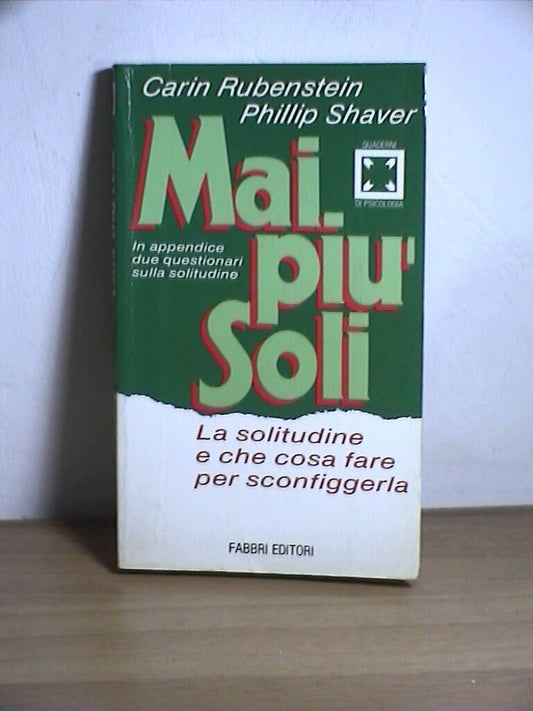 Carin Rubenstein
Phillip Shaver
QUADERNI
DI PSICOLOGIA
Mai
più
Soli
In appendice
due questionari
sulla solitudine
La solitudine
e che cosa fare
per sconfiggerla
FABBRI EDITORI